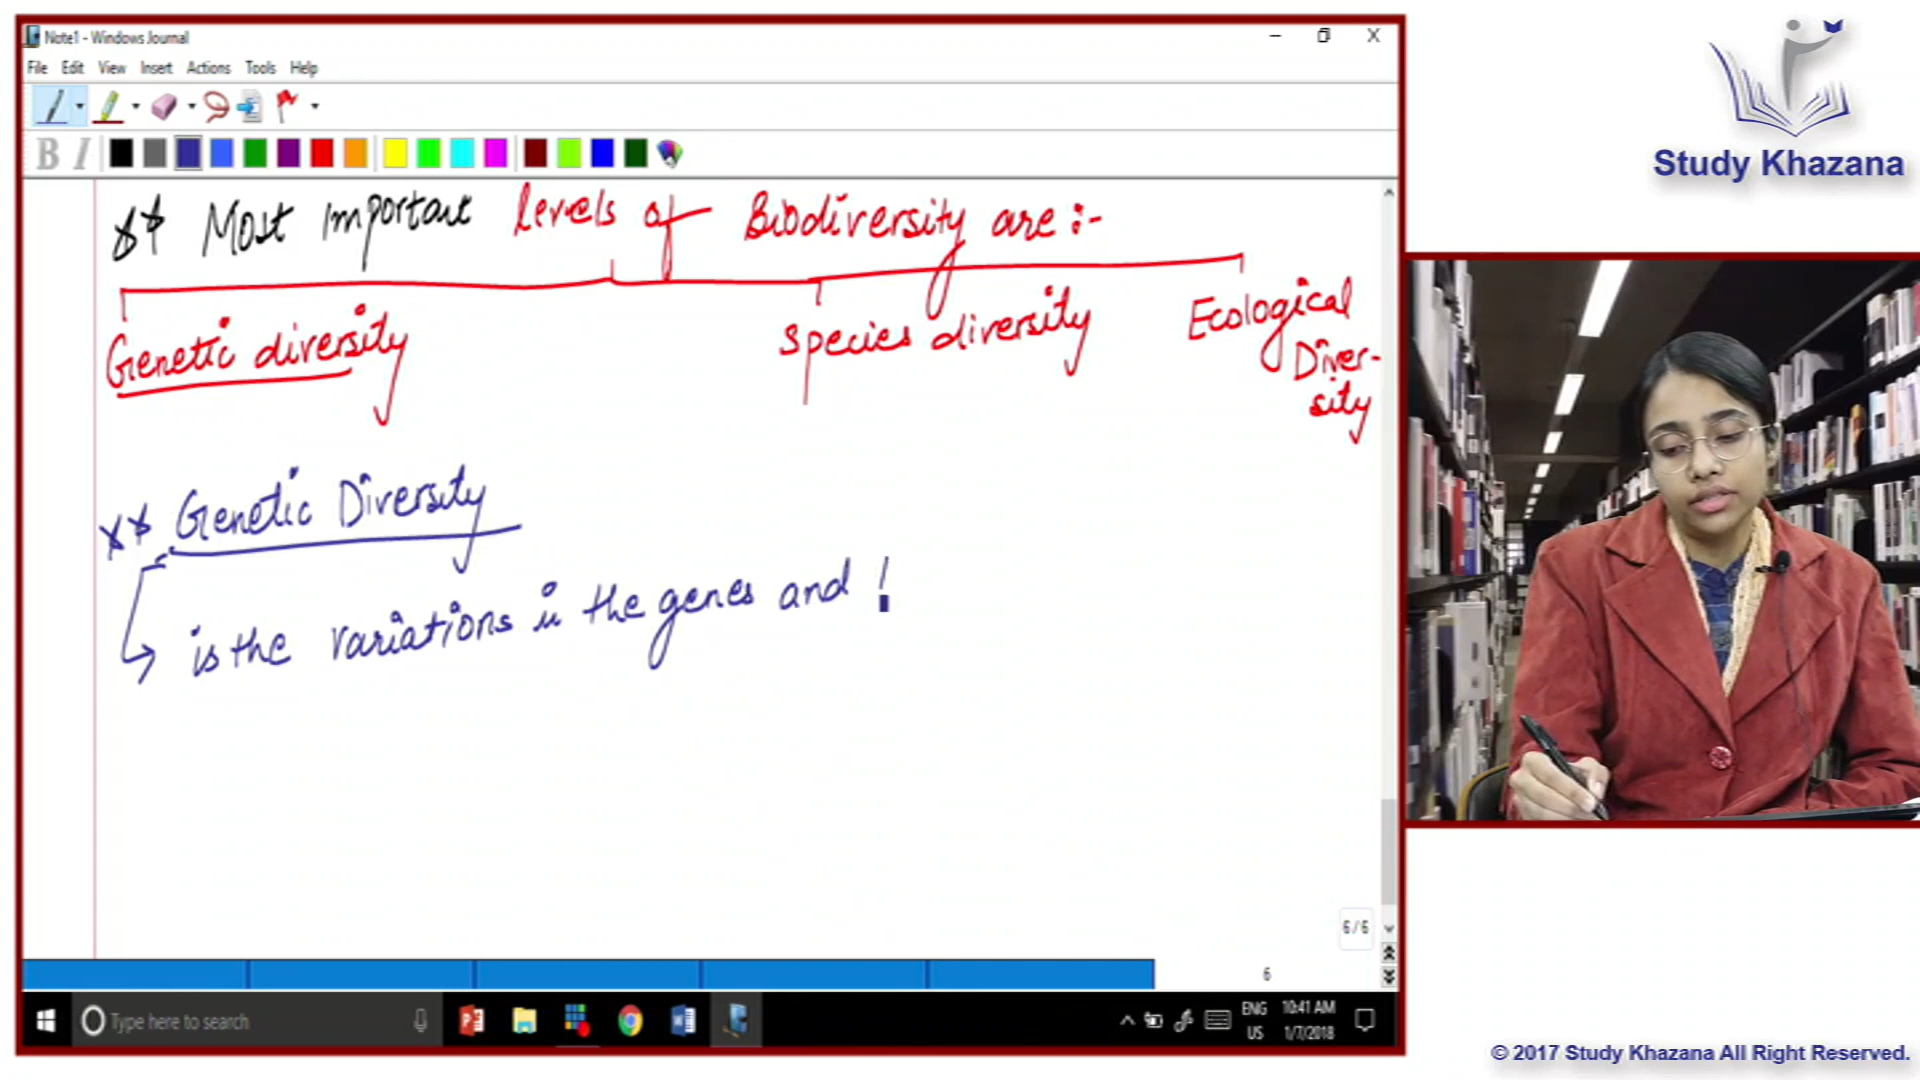 Note1 - Windows Journal
File Edit View Insert Actions Tools Help
B I
** Most Important levels of Biodiversity are :-
Genetic diversity
Species diversity
Ecological
Diver-
sity
** Genetic Diversity
is the variations in the genes and
6/6
6
Type here to search
ENG
US
10:41 AM
1/7/2018
Study Khazana
© 2017 Study Khazana All Right Reserved.